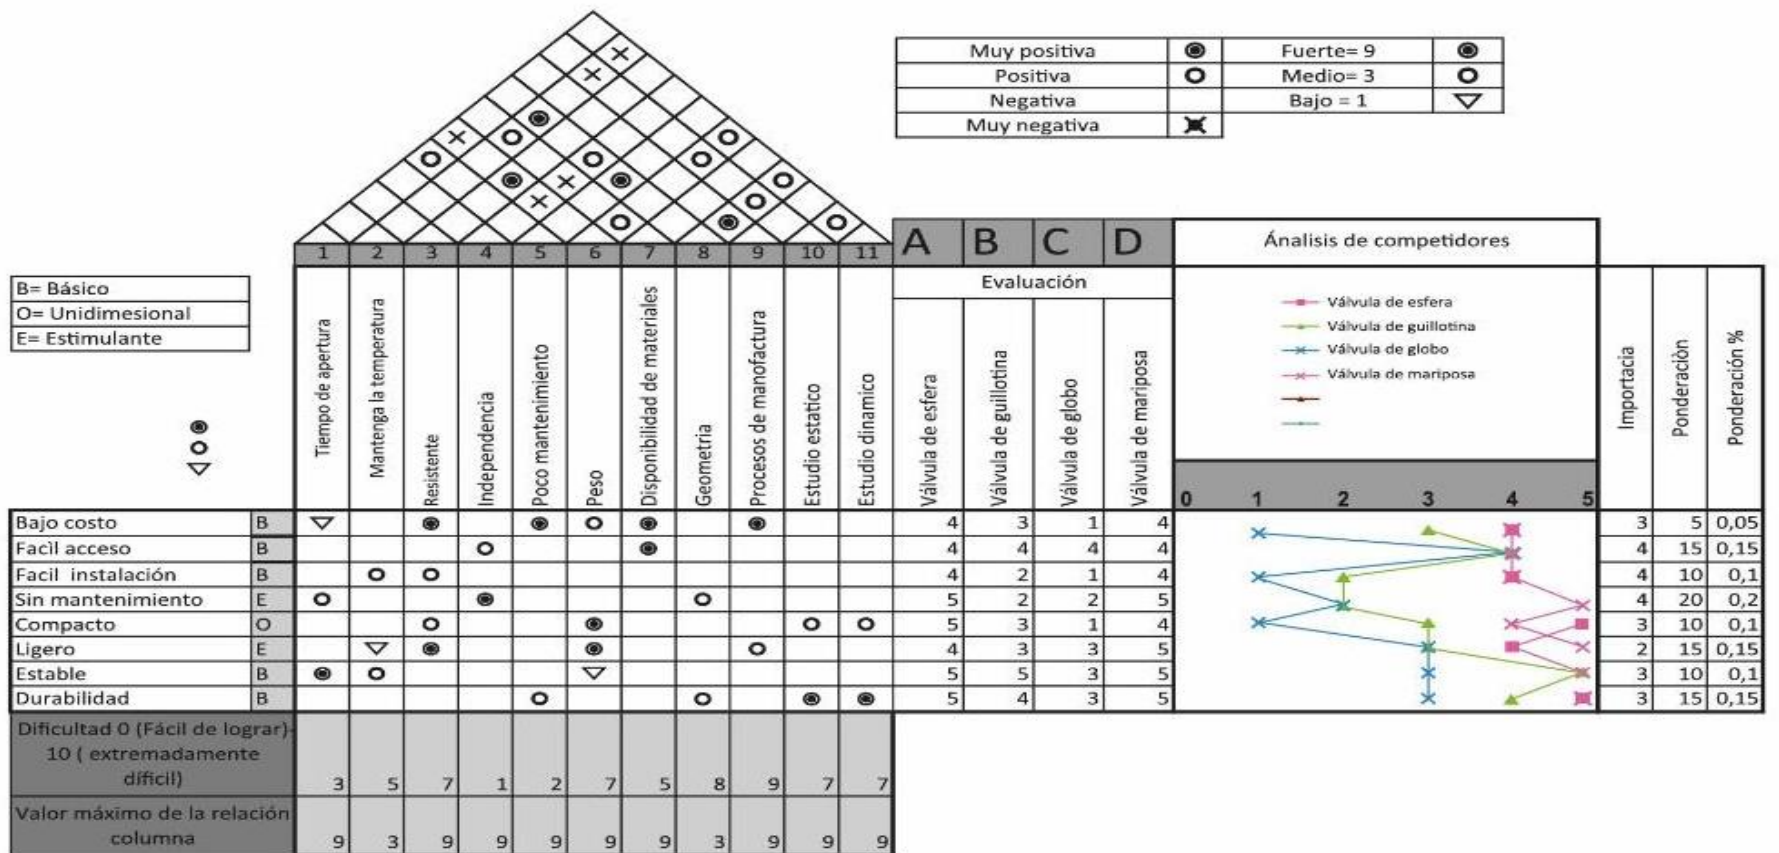 Muy positiva Fuerte= 9
Positiva Medio= 3
Negativa Bajo = 1
Muy negativa
1 2 3 4 5 6 7 8 9 10 11 A B C D Ánalisis de competidores
B= Básico
O= Unidimesional
E= Estimulante
Tiempo de apertura
Mantenga la temperatura
Resistente
Independencia
Poco mantenimiento
Peso
Disponibilidad de materiales
Geometria
Procesos de manofactura
Estudio estatico
Estudio dinamico
Evaluación
Válvula de esfera
Válvula de guillotina
Válvula de globo
Válvula de mariposa
Válvula de esfera
Válvula de guillotina
Válvula de globo
Válvula de mariposa
0 1 2 3 4 5
Importacia
Ponderaciòn
Ponderación %
Bajo costo B 4 3 1 4 3 5 0,05
Facìl acceso B 4 4 4 4 4 15 0,15
Facil instalación B 4 2 1 4 4 10 0,1
Sin mantenimiento E 5 2 2 5 4 20 0,2
Compacto O 5 3 1 4 3 10 0,1
Ligero E 4 3 3 5 2 15 0,15
Estable B 5 5 3 5 3 10 0,1
Durabilidad B 5 4 3 5 3 15 0,15
Dificultad 0 (Fácil de lograr)-
10 ( extremadamente
díficil) 3 5 7 1 2 7 5 8 9 7 7
Valor máximo de la relación
columna 9 3 9 9 9 9 9 3 9 9 9